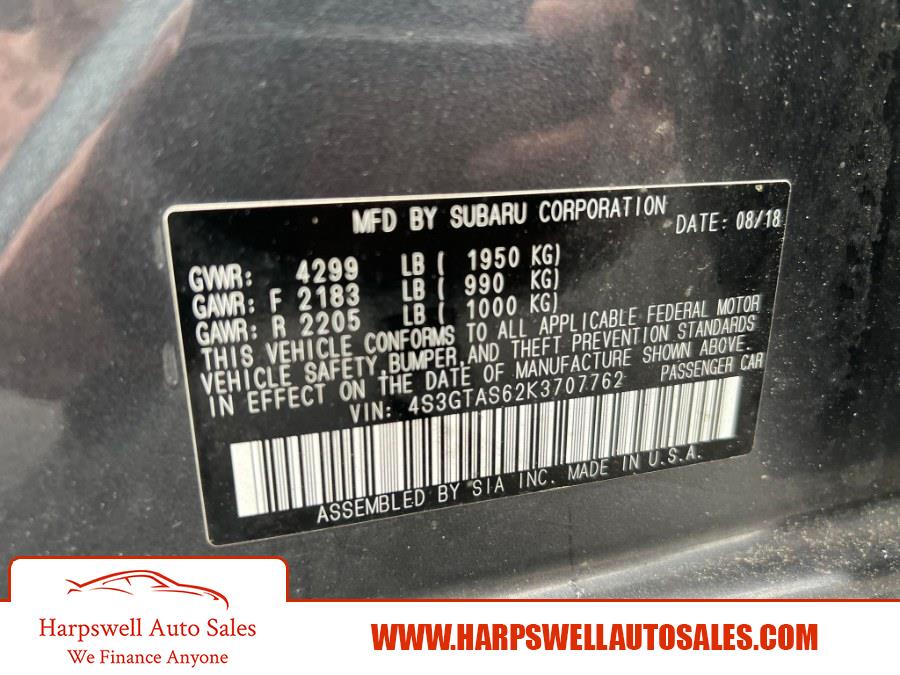 MFD BY SUBARU CORPORATION DATE: 08/18
GVWR: 4299 LB ( 1950 KG)
GAWR: F 2183 LB ( 990 KG)
GAWR: R 2205 LB ( 1000 KG)
THIS VEHICLE CONFORMS TO ALL APPLICABLE FEDERAL MOTOR
VEHICLE SAFETY,BUMPER,AND THEFT PREVENTION STANDARDS
IN EFFECT ON THE DATE OF MANUFACTURE SHOWN ABOVE.
VIN: 4S3GTAS62K3707762 PASSENGER CAR
ASSEMBLED BY SIA INC. MADE IN U.S.A.
Harpswell Auto Sales
We Finance Anyone
WWW.HARPSWELLAUTOSALES.COM